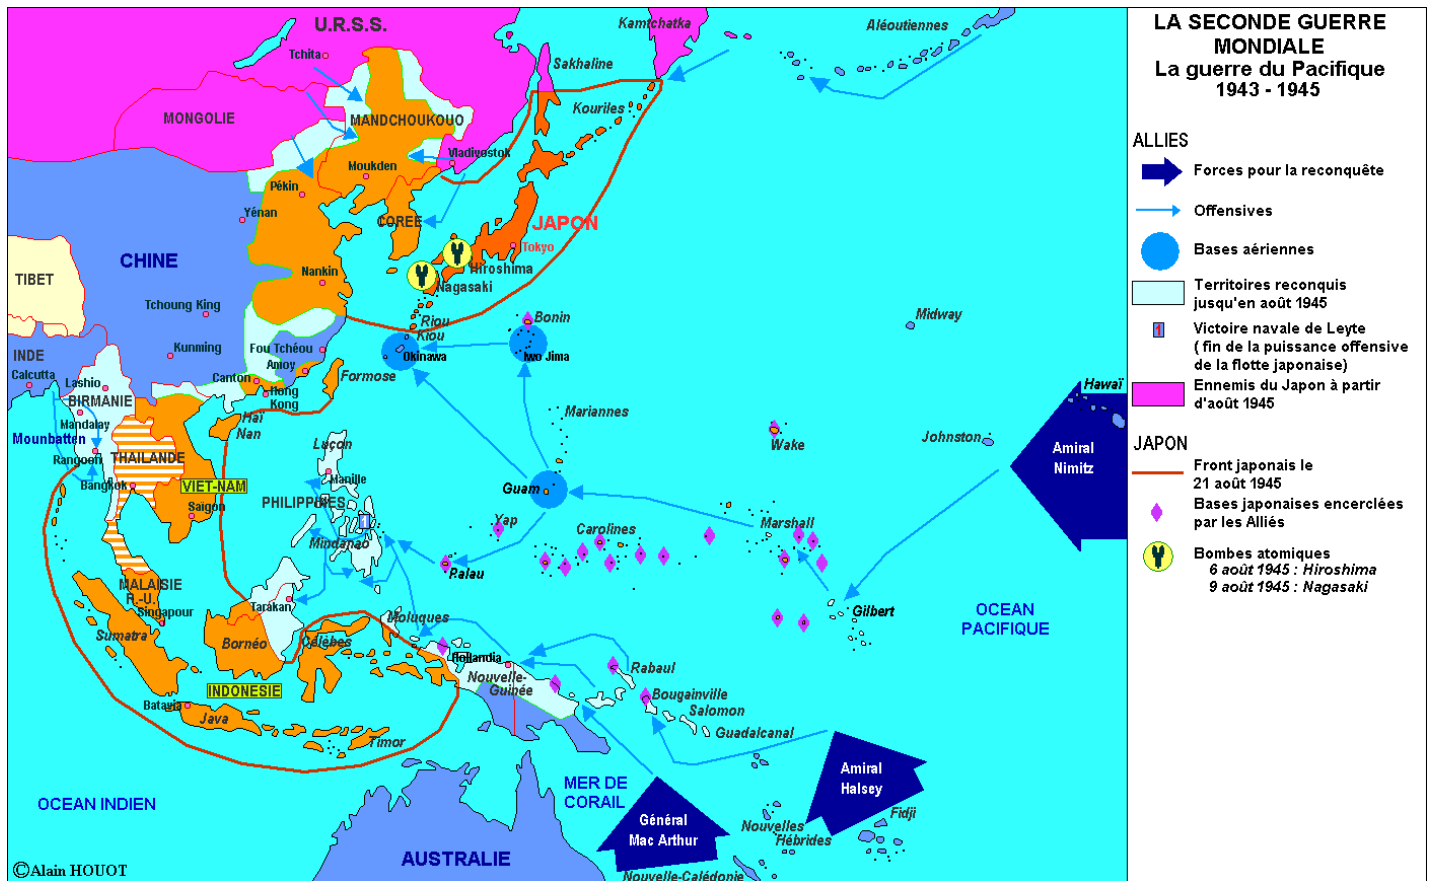 LA SECONDE GUERRE
MONDIALE
La guerre du Pacifique
1943 - 1945
ALLIES
Forces pour la reconquête
Offensives
Bases aériennes
Territoires reconquis
jusqu'en août 1945
1
Victoire navale de Leyte
( fin de la puissance offensive
de la flotte japonaise)
Ennemis du Japon à partir
d'août 1945
JAPON
Front japonais le
21 août 1945
Bases japonaises encerclées
par les Alliés
Bombes atomiques
6 août 1945 : Hiroshima
9 août 1945 : Nagasaki
U.R.S.S.
Kamtchatka
Aléoutiennes
Tchita
Sakhaline
Kouriles
MONGOLIE
MANDCHOUKOUO
Vladivostok
Moukden
Pékin
Yénan
COREE
JAPON
Tokyo
Hiroshima
Nagasaki
CHINE
TIBET
Nankin
Tchoung King
Riou
Kiou
Bonin
Midway
Okinawa
Iwo Jima
INDE
Kunming
Fou Tchéou
Amoy
Calcutta
Lashio
Canton
Hong
Kong
Formose
Hawaï
BIRMANIE
Mandalay
Haï
Nan
Mariannes
Mounbatten
Luçon
Wake
Johnston
Amiral
Nimitz
Rangoon
THAILANDE
Manille
Bangkok
VIET-NAM
Guam
Saïgon
PHILIPPINES
1
Yap
Carolines
Marshall
Mindanao
Palau
MALAISIE
R.-U.
Singapour
Tarakan
Moluques
Gilbert
OCEAN
PACIFIQUE
Sumatra
Bornéo
Célèbes
Hollandia
Rabaul
INDONESIE
Nouvelle-
Guinée
Bougainville
Salomon
Batavia
Java
Timor
Guadalcanal
OCEAN INDIEN
MER DE
CORAIL
Amiral
Halsey
Général
Mac Arthur
Nouvelles
Hébrides
Fidji
AUSTRALIE
Nouvelle-Calédonie
©Alain HOUOT